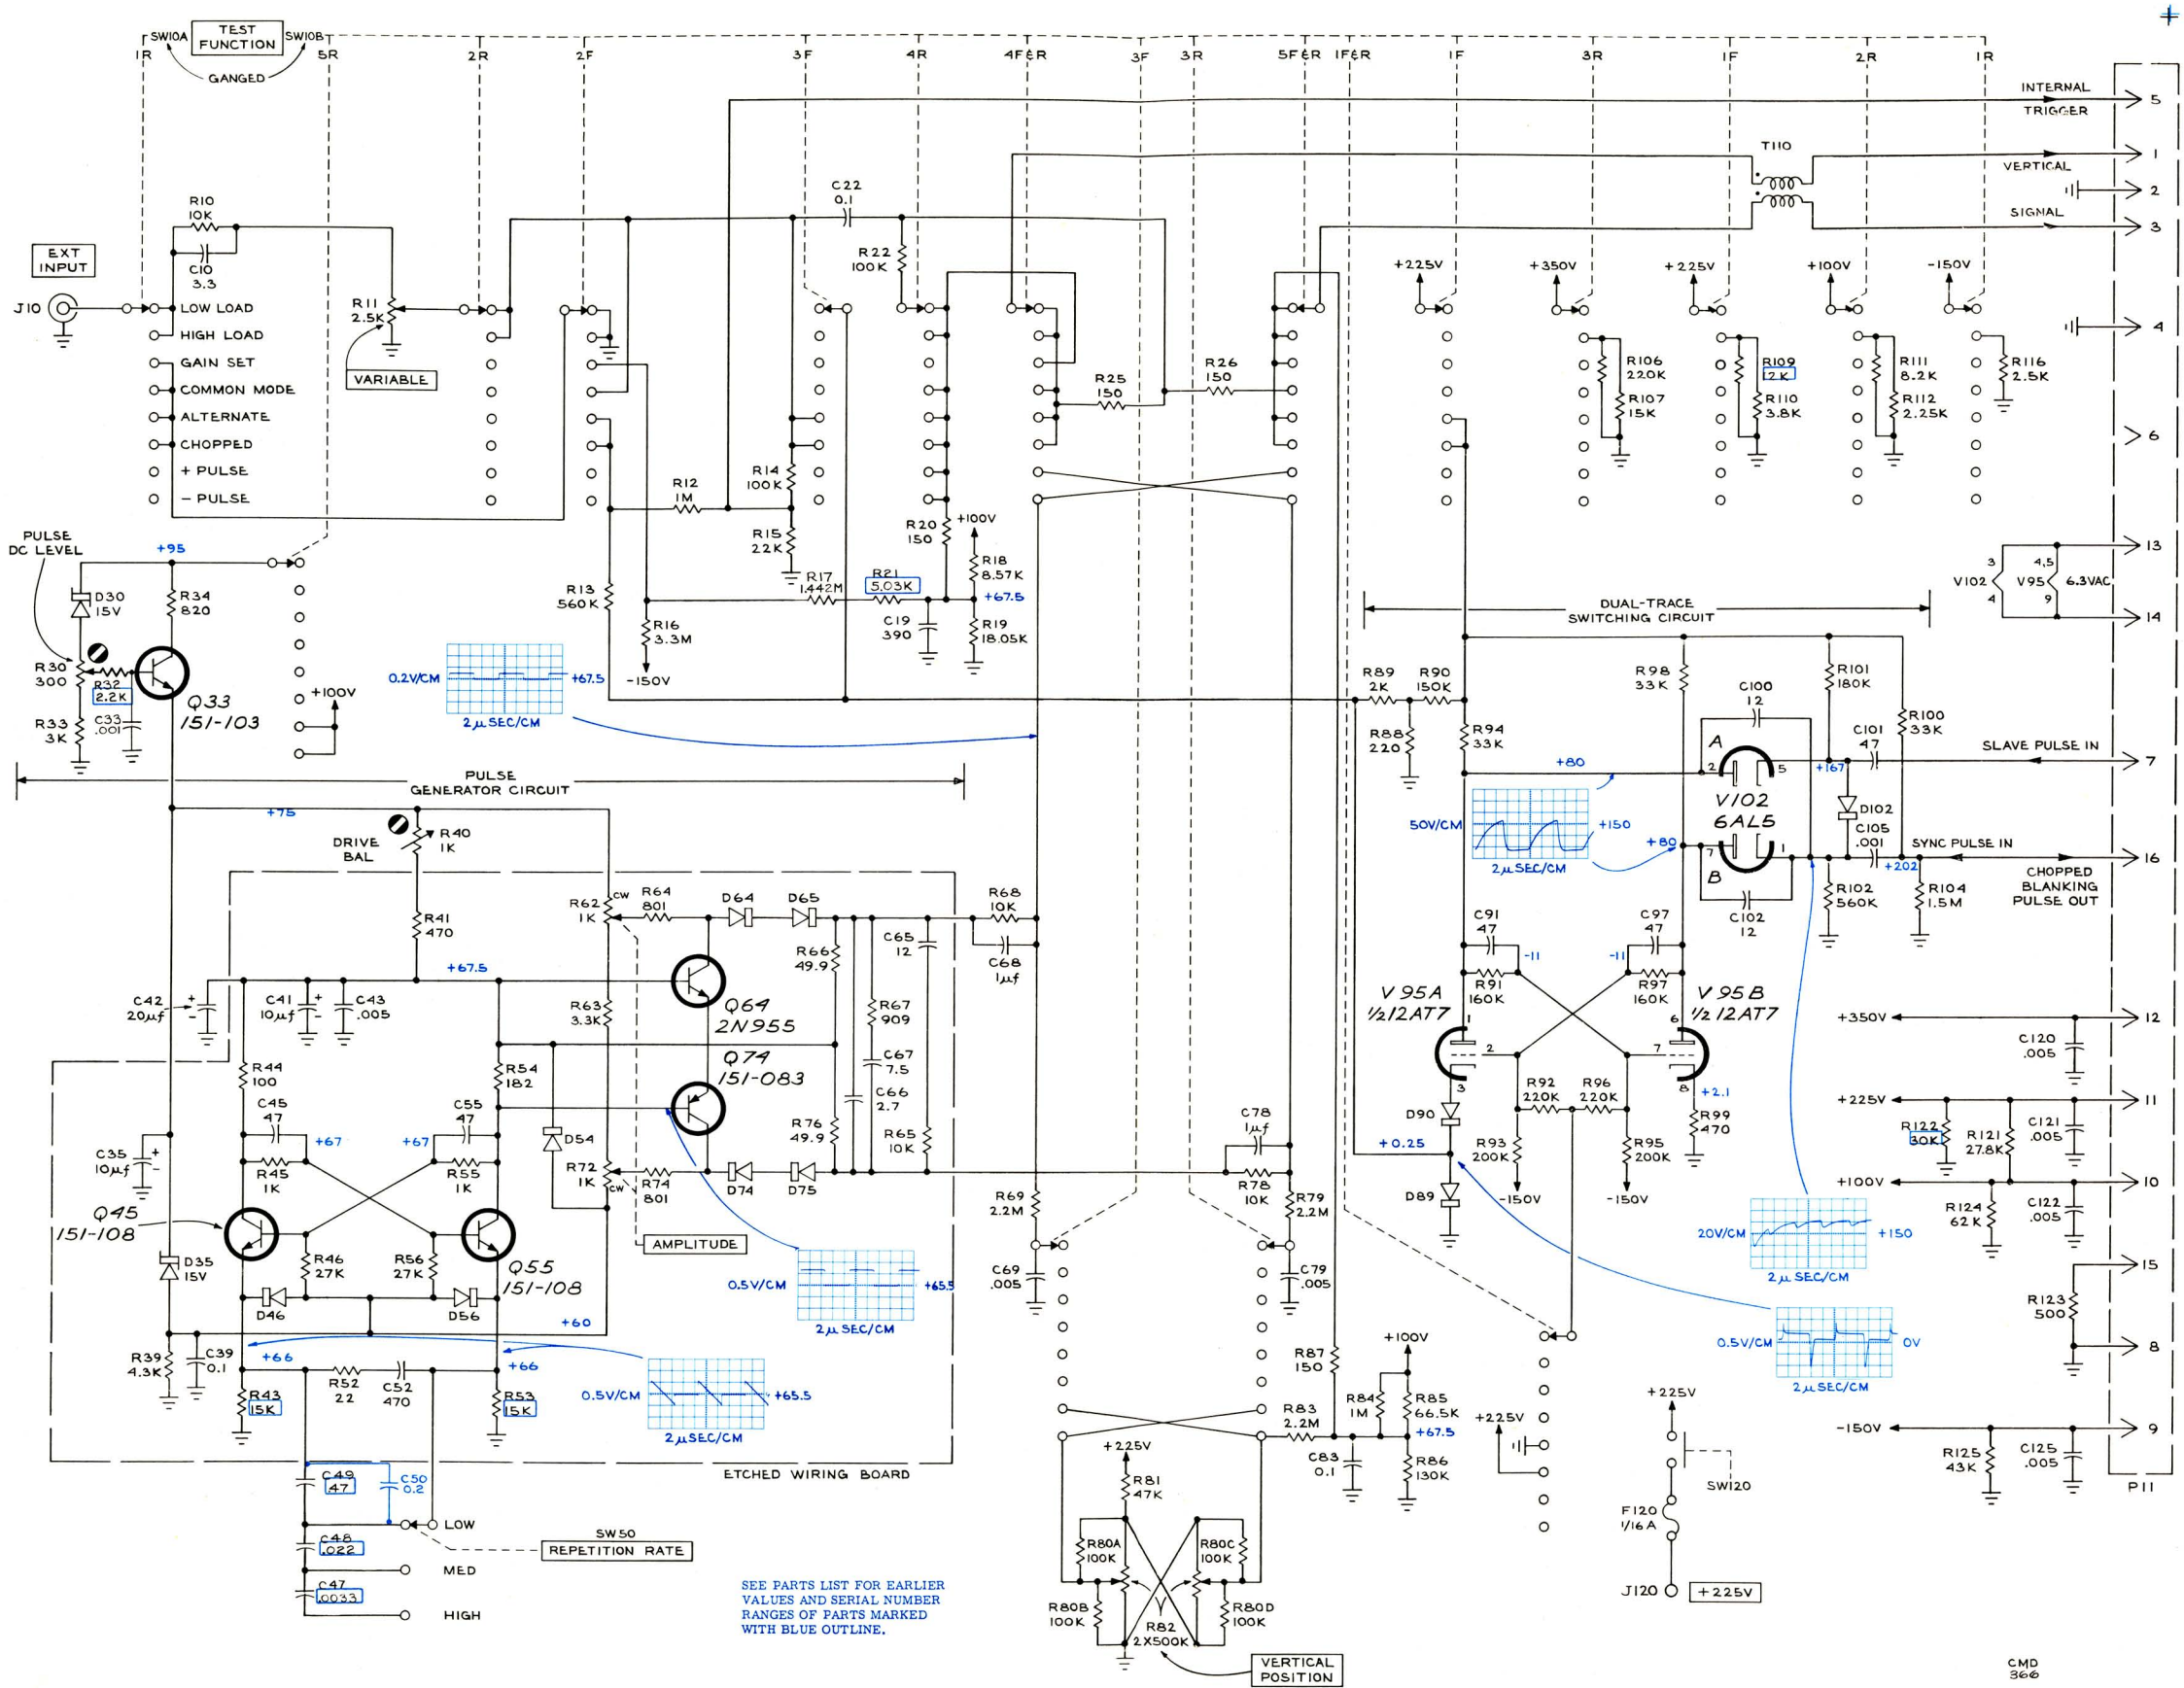 SW10A
TEST
FUNCTION
SW10B
GANGED
1R
5R
2R
2F
3F
4R
4F&R
3F
3R
5F&R
1F&R
1F
3R
1F
2R
1R
INTERNAL
TRIGGER
5
T110
1
VERTICAL
2
SIGNAL
3
4
6
EXT
INPUT
J10
R10
10K
C10
3.3
R11
2.5K
VARIABLE
LOW LOAD
HIGH LOAD
GAIN SET
COMMON MODE
ALTERNATE
CHOPPED
+ PULSE
- PULSE
C22
0.1
R22
100K
R25
150
R26
150
R12
1M
R14
100K
R15
22K
R20
150
+100V
R18
8.57K
+67.5
R19
18.05K
R13
560K
R16
3.3M
-150V
R17
1.442M
R21
5.03K
C19
390
+225V
+350V
+225V
+100V
-150V
R106
220K
R107
15K
R109
12K
R110
3.8K
R111
8.2K
R112
2.25K
R116
2.5K
PULSE
DC LEVEL
+95
D30
15V
R34
820
R30
300
R32
2.2K
R33
3K
C33
.001
Q33
151-103
+100V
0.2V/CM
+67.5
2µSEC/CM
PULSE
GENERATOR CIRCUIT
DUAL-TRACE
SWITCHING CIRCUIT
V102
3
4
V95
4,5
9
6.3VAC
13
14
R89
2K
R90
150K
R88
220
R94
33K
R98
33K
C100
12
R101
180K
R100
33K
C101
47
SLAVE PULSE IN
7
+80
A
2
5
+167
V102
6AL5
D102
C105
.001
SYNC PULSE IN
16
+202
CHOPPED
BLANKING
PULSE OUT
50V/CM
+150
2µSEC/CM
+80
7
1
B
C102
12
R102
560K
R104
1.5M
+75
DRIVE
BAL
R40
1K
R41
470
R62
1K
CW
R64
801
D64
D65
R68
10K
C68
1µf
R66
49.9
C65
12
+67.5
C42
20µf
+
-
C41
10µf
+
-
C43
.005
R63
3.3K
Q64
2N955
R67
909
Q74
151-083
C67
7.5
C66
2.7
R44
100
R54
182
C45
47
C55
47
+67
+67
R45
1K
R55
1K
D54
R76
49.9
R65
10K
R72
1K
CW
R74
801
D74
D75
C35
10µf
+
-
Q45
151-108
Q55
151-108
R46
27K
R56
27K
D35
15V
D46
D56
AMPLITUDE
0.5V/CM
+65.5
2µSEC/CM
+60
R39
4.3K
C39
0.1
+66
+66
R52
22
C52
470
R43
15K
R53
15K
0.5V/CM
+65.5
2µSEC/CM
ETCHED WIRING BOARD
C49
47
C50
0.2
C48
.022
C47
.0033
LOW
MED
HIGH
SW50
REPETITION RATE
SEE PARTS LIST FOR EARLIER
VALUES AND SERIAL NUMBER
RANGES OF PARTS MARKED
WITH BLUE OUTLINE.
C78
1µf
R78
10K
R69
2.2M
R79
2.2M
C69
.005
C79
.005
R87
150
R83
2.2M
+100V
R84
1M
R85
66.5K
+67.5
C83
0.1
R86
130K
+225V
R81
47K
R80A
100K
R80B
100K
R80C
100K
R80D
100K
R82
2X500K
VERTICAL
POSITION
C91
47
C97
47
-11
-11
R91
160K
R97
160K
V95A
½12AT7
V95B
½12AT7
1
2
3
6
7
8
+2.1
R92
220K
R96
220K
D90
+0.25
R93
200K
R95
200K
R99
470
-150V
-150V
D89
20V/CM
+150
2µSEC/CM
0.5V/CM
0V
2µSEC/CM
+225V
+225V
SW120
F120
1/16A
J120
+225V
+350V
12
C120
.005
+225V
11
R122
30K
R121
27.8K
C121
.005
+100V
10
R124
62K
C122
.005
15
R123
500
8
-150V
9
R125
43K
C125
.005
P11
CMD
366